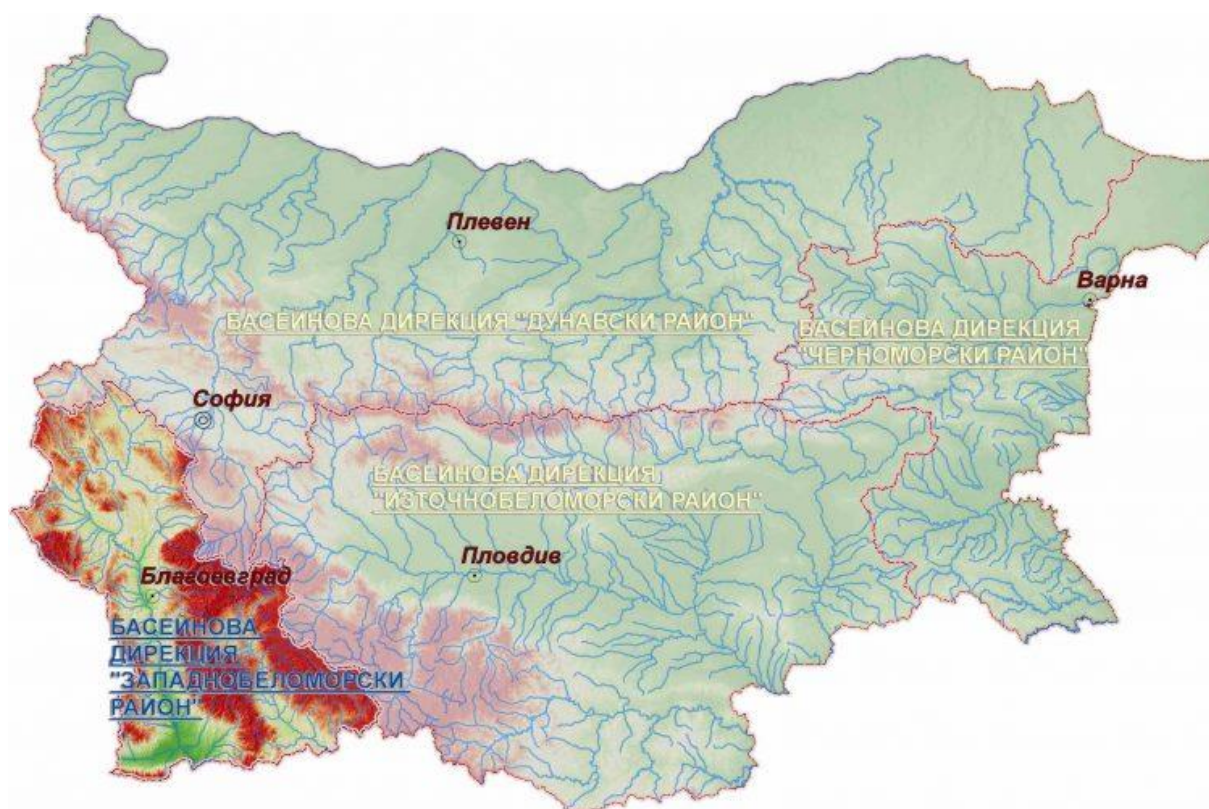 Плевен
Варна
БАСЕЙНОВА ДИРЕКЦИЯ "ДУНАВСКИ РАЙОН"
БАСЕЙНОВА ДИРЕКЦИЯ
"ЧЕРНОМОРСКИ РАЙОН"
София
БАСЕЙНОВА ДИРЕКЦИЯ
"ИЗТОЧНОБЕЛОМОРСКИ РАЙОН"
Пловдив
Благоевград
БАСЕЙНОВА
ДИРЕКЦИЯ
"ЗАПАДНОБЕЛОМОРСКИ
РАЙОН"